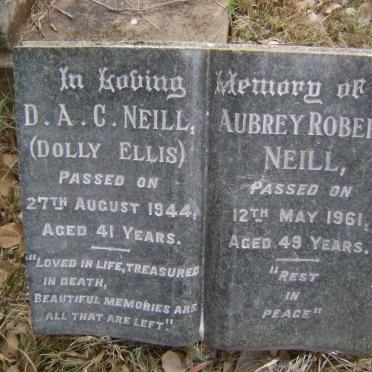 In Loving Memory of
D. A. C. NEILL,
(DOLLY ELLIS)
PASSED ON
27TH AUGUST 1944,
AGED 41 YEARS.
"LOVED IN LIFE, TREASURED
IN DEATH,
BEAUTIFUL MEMORIES ARE
ALL THAT ARE LEFT."
AUBREY ROBER
NEILL,
PASSED ON
12TH MAY 1961,
AGED 49 YEARS.
"REST
IN
PEACE"